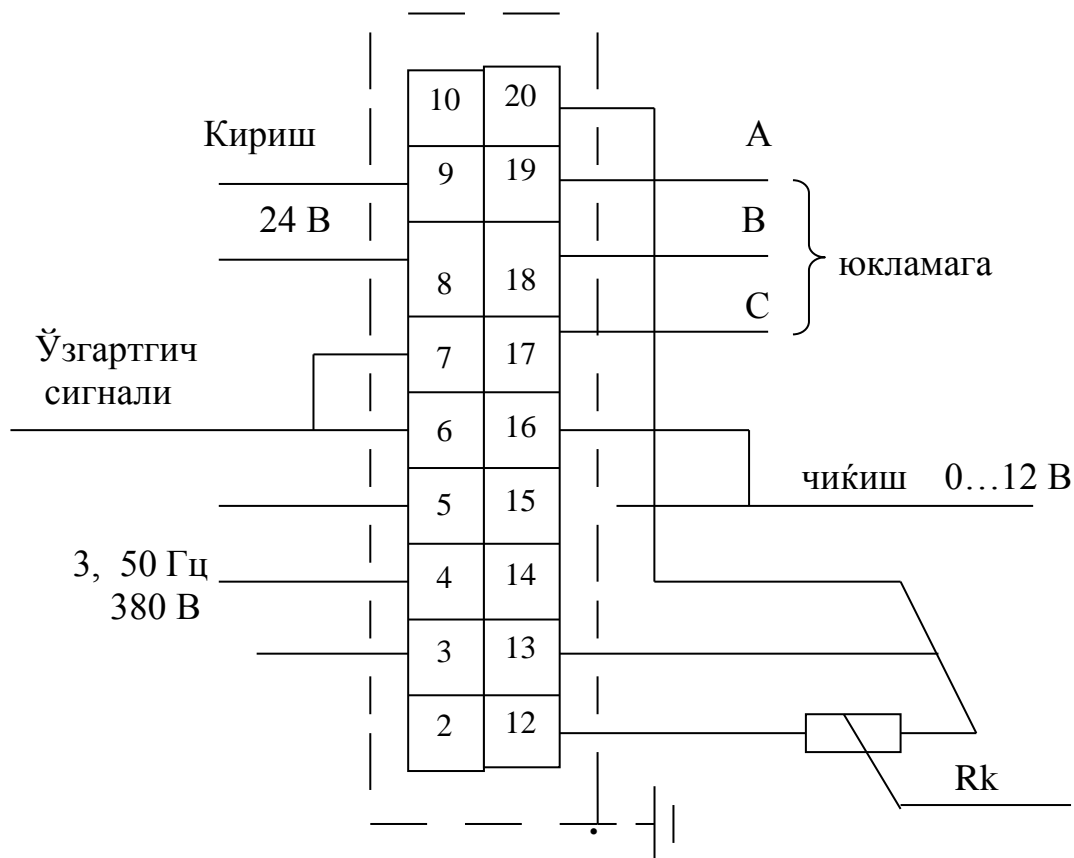 10 20
Кириш
А
9 19
24 В
В
8 18
юкламага
С
Ўзгартгич
сигнали
7 17
6 16
чиќиш 0…12 В
5 15
3, 50 Гц
380 В
4 14
3 13
2 12
Rk